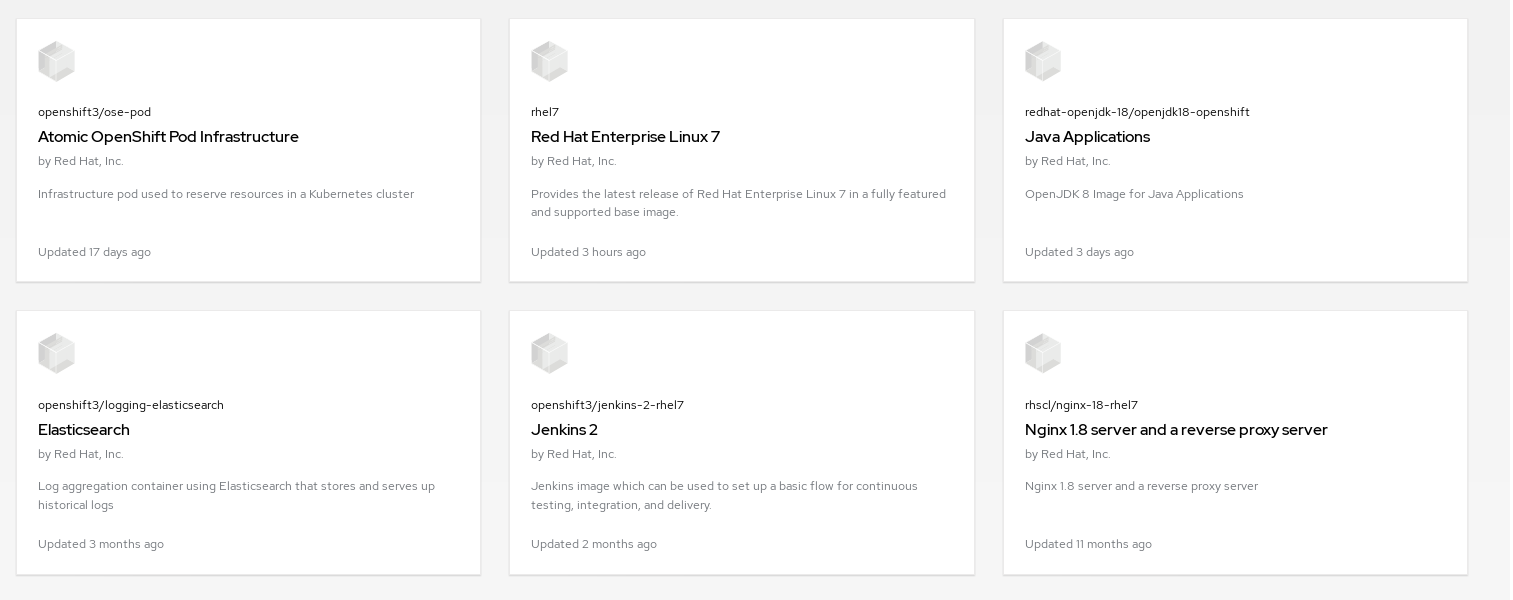 openshift3/ose-pod
Atomic OpenShift Pod Infrastructure
by Red Hat, Inc.
Infrastructure pod used to reserve resources in a Kubernetes cluster
Updated 17 days ago
rhel7
Red Hat Enterprise Linux 7
by Red Hat, Inc.
Provides the latest release of Red Hat Enterprise Linux 7 in a fully featured
and supported base image.
Updated 3 hours ago
redhat-openjdk-18/openjdk18-openshift
Java Applications
by Red Hat, Inc.
OpenJDK 8 Image for Java Applications
Updated 3 days ago
openshift3/logging-elasticsearch
Elasticsearch
by Red Hat, Inc.
Log aggregation container using Elasticsearch that stores and serves up
historical logs
Updated 3 months ago
openshift3/jenkins-2-rhel7
Jenkins 2
by Red Hat, Inc.
Jenkins image which can be used to set up a basic flow for continuous
testing, integration, and delivery.
Updated 2 months ago
rhscl/nginx-18-rhel7
Nginx 1.8 server and a reverse proxy server
by Red Hat, Inc.
Nginx 1.8 server and a reverse proxy server
Updated 11 months ago